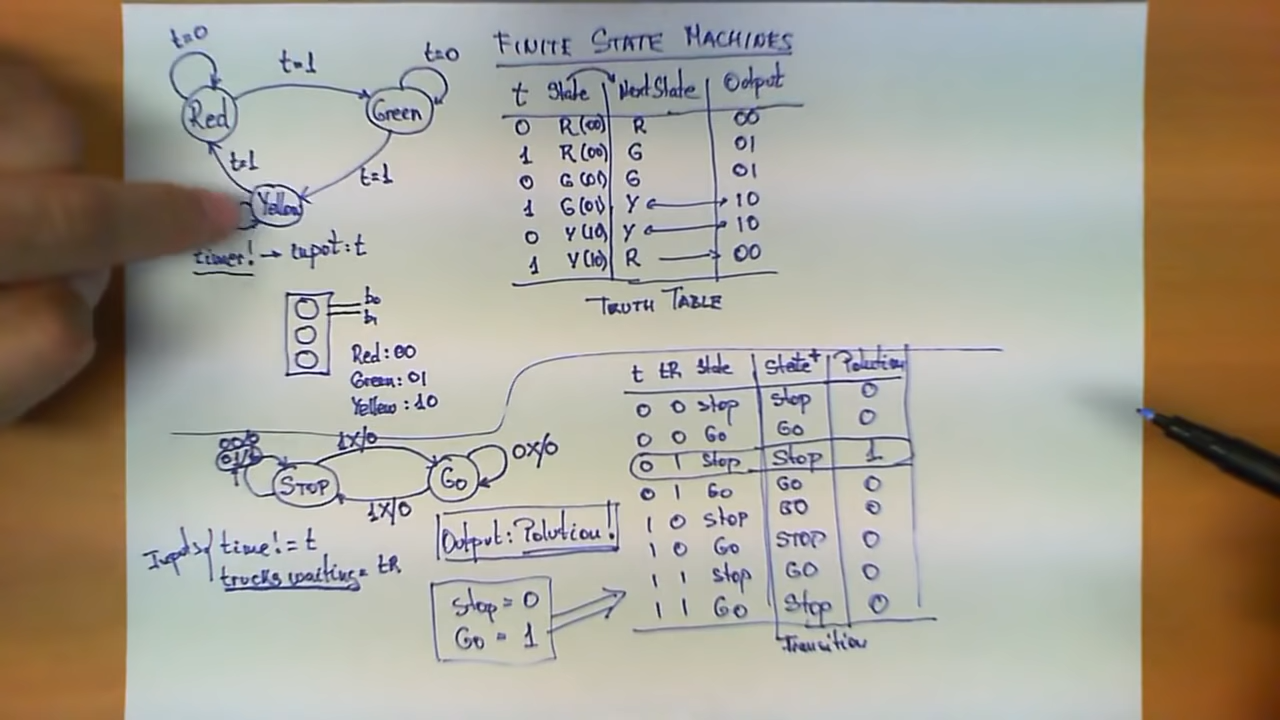 FINITE STATE MACHINES
t=0
t=1
t=0
Red
Green
t=1
t=1
Yellow
timer! → input: t
t State Next State Output
0 R(00) R 00
1 R(00) G 01
0 G(01) G 01
1 G(01) Y 10
0 Y(10) Y 10
1 Y(10) R 00
TRUTH TABLE
b0
b1
Red: 00
Green: 01
Yellow: 10
00/0
1X/0
0X/0
STOP
GO
1X/0
Inputs
time! = t
trucks waiting = tR
Output: Polution!
Stop = 0
Go = 1
t tR State State+ Polution
0 0 Stop Stop 0
0 0 Go GO 0
0 1 Stop Stop 1
0 1 Go GO 0
1 0 Stop GO 0
1 0 Go STOP 0
1 1 Stop GO 0
1 1 Go Stop 0